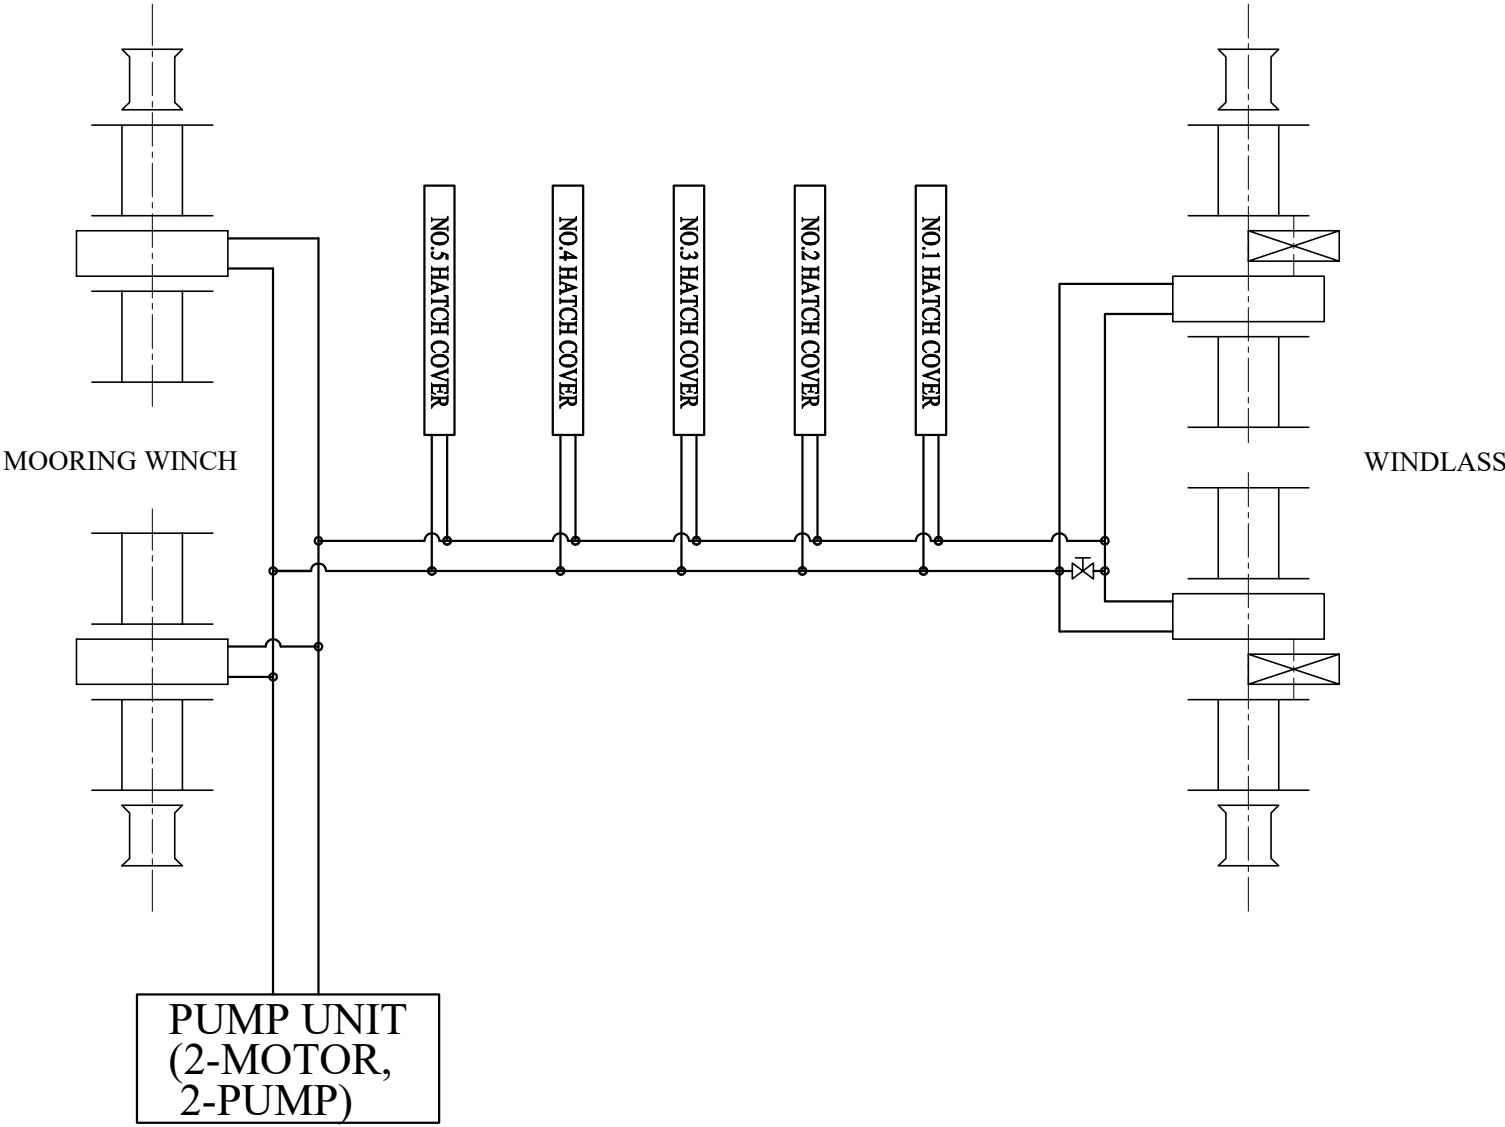 NO.5 HATCH COVER
NO.4 HATCH COVER
NO.3 HATCH COVER
NO.2 HATCH COVER
NO.1 HATCH COVER
MOORING WINCH
WINDLASS
PUMP UNIT
(2-MOTOR,
2-PUMP)